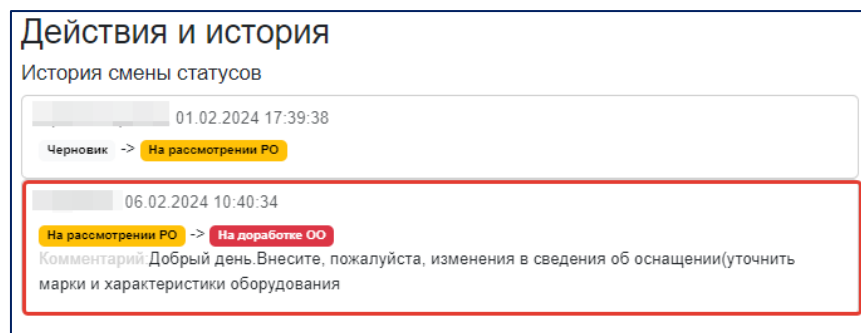 Действия и история
История смены статусов
01.02.2024 17:39:38
Черновик -> На рассмотрении РО
06.02.2024 10:40:34
На рассмотрении РО -> На доработке ОО
Комментарий:Добрый день.Внесите, пожалуйста, изменения в сведения об оснащении(уточнить
марки и характеристики оборудования